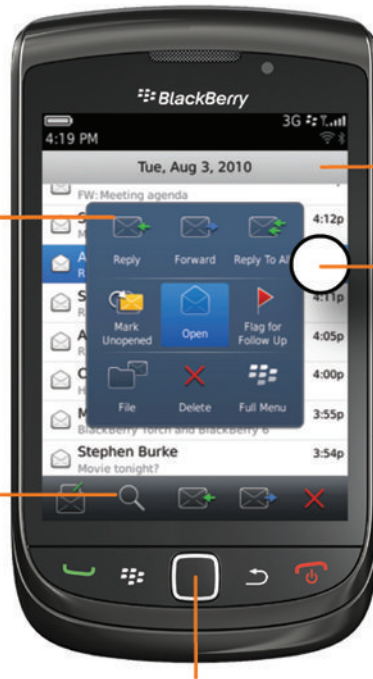 BlackBerry
3G
4:19 PM
Tue, Aug 3, 2010
FW: Meeting agenda
S 4:12p
M
Reply Forward Reply To All
A
R
S 4:11p
R
Mark Unopened Open Flag for Follow Up
A 4:05p
R
C 4:00p
H
File Delete Full Menu
M 3:55p
BlackBerry Torch and BlackBerry 6
Stephen Burke 3:54p
Movie tonight?